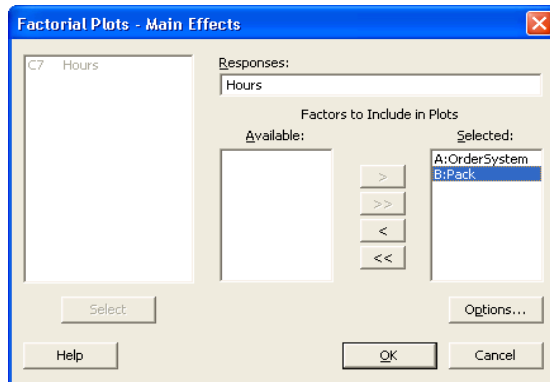 Factorial Plots - Main Effects
C7 Hours
Responses:
Hours
Factors to Include in Plots
Available:
Selected:
A:OrderSystem
B:Pack
>
>>
<
<<
Select
Options...
Help
OK
Cancel